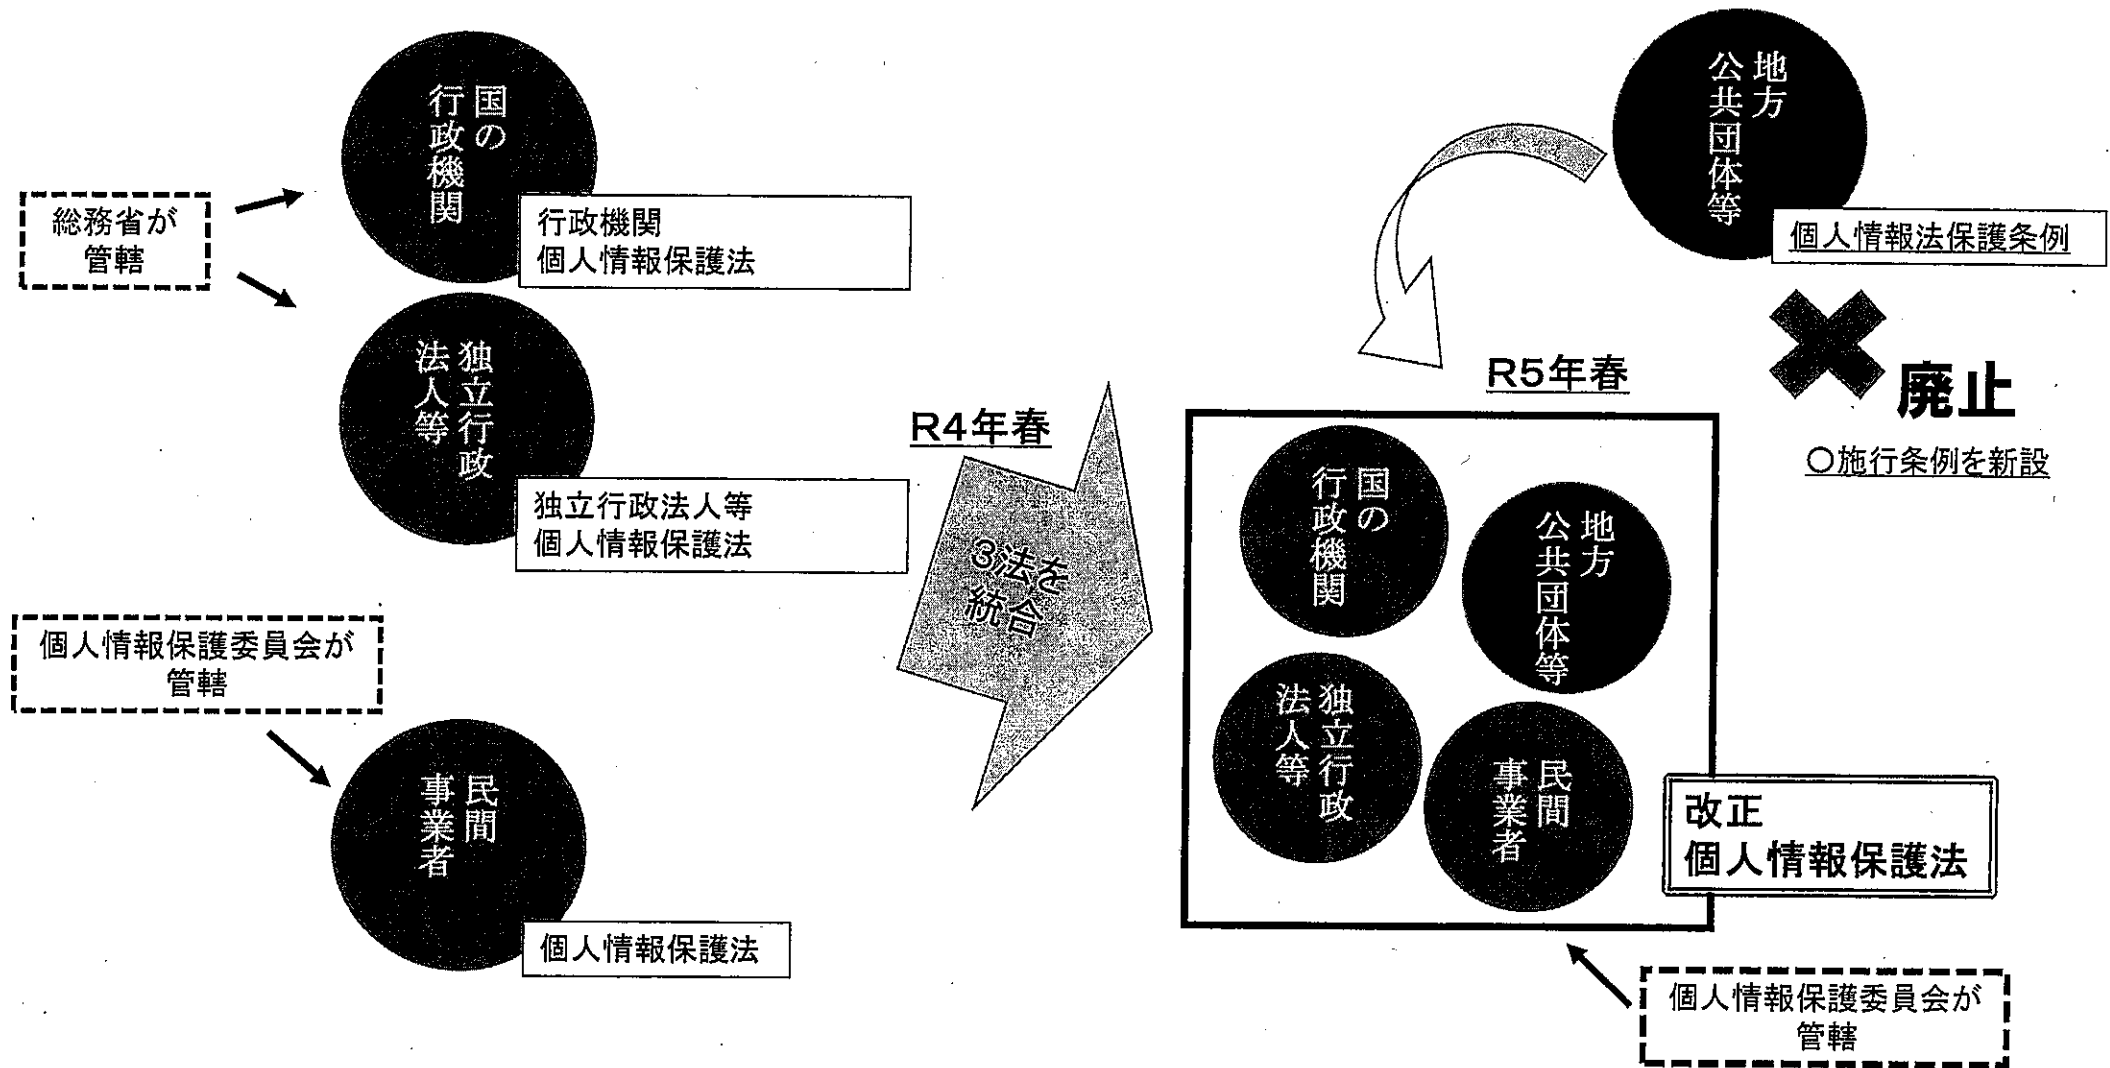 国の
行政機関
総務省が
管轄
行政機関
個人情報保護法
独立行政
法人等
独立行政法人等
個人情報保護法
個人情報保護委員会が
管轄
民間
事業者
個人情報保護法
R4年春
3法を
統合
地方
公共団体等
個人情報法保護条例
廃止
○施行条例を新設
R5年春
国の
行政機関
地方
公共団体等
独立行政
法人等
民間
事業者
改正
個人情報保護法
個人情報保護委員会が
管轄